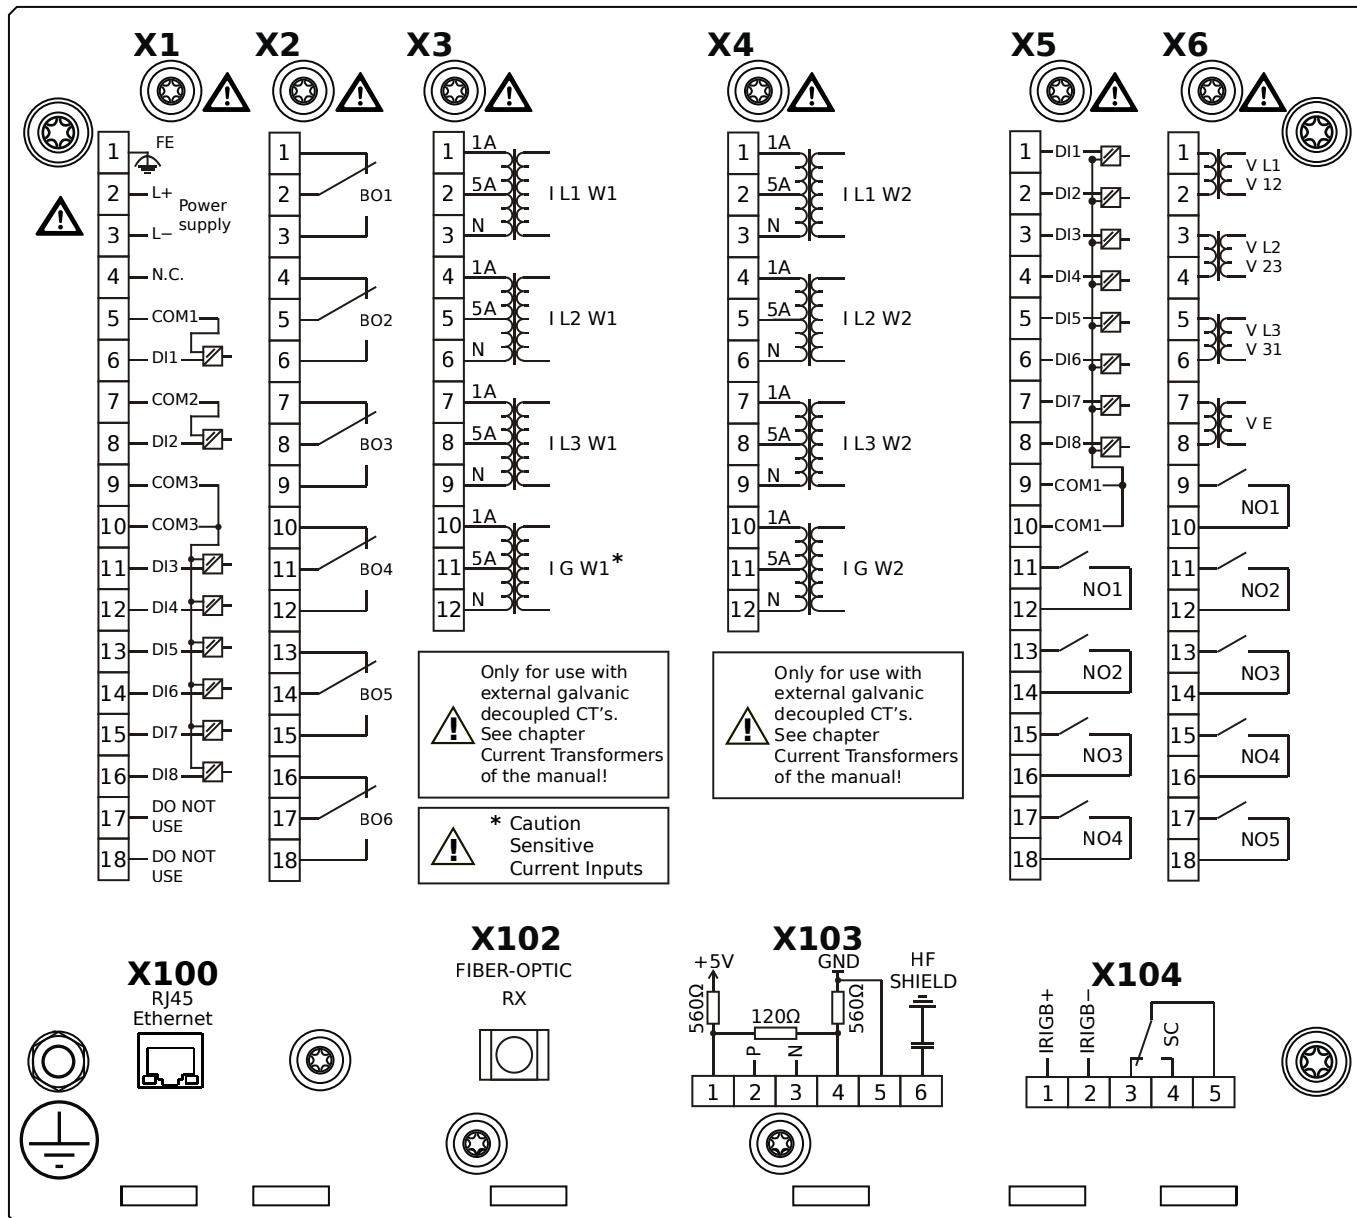 X1
X2
X3
X4
X5
X6
1 FE
2 L+ Power
supply
3 L−
4 N.C.
5 COM1
6 DI1
7 COM2
8 DI2
9 COM3
10 COM3
11 DI3
12 DI4
13 DI5
14 DI6
15 DI7
16 DI8
17 DO NOT
USE
18 DO NOT
USE
1
2 BO1
3
4
5 BO2
6
7
8 BO3
9
10
11 BO4
12
13
14 BO5
15
16
17 BO6
18
1 1A
2 5A I L1 W1
3 N
4 1A
5 5A I L2 W1
6 N
7 1A
8 5A I L3 W1
9 N
10 1A
11 5A I G W1*
12 N
Only for use with
external galvanic
decoupled CT's.
See chapter
Current Transformers
of the manual!
* Caution
Sensitive
Current Inputs
1 1A
2 5A I L1 W2
3 N
4 1A
5 5A I L2 W2
6 N
7 1A
8 5A I L3 W2
9 N
10 1A
11 5A I G W2
12 N
Only for use with
external galvanic
decoupled CT's.
See chapter
Current Transformers
of the manual!
1 DI1
2 DI2
3 DI3
4 DI4
5 DI5
6 DI6
7 DI7
8 DI8
9 COM1
10 COM1
11
NO1
12
13
NO2
14
15
NO3
16
17
NO4
18
1 V L1
2 V 12
3 V L2
4 V 23
5 V L3
6 V 31
7
V E
8
9
NO1
10
11
NO2
12
13
NO3
14
15
NO4
16
17
NO5
18
X100
RJ45
Ethernet
X102
FIBER-OPTIC
RX
X103
+5V
GND
HF
SHIELD
560Ω
120Ω
560Ω
P
N
1 2 3 4 5 6
X104
IRIGB+
IRIGB−
SC
1 2 3 4 5